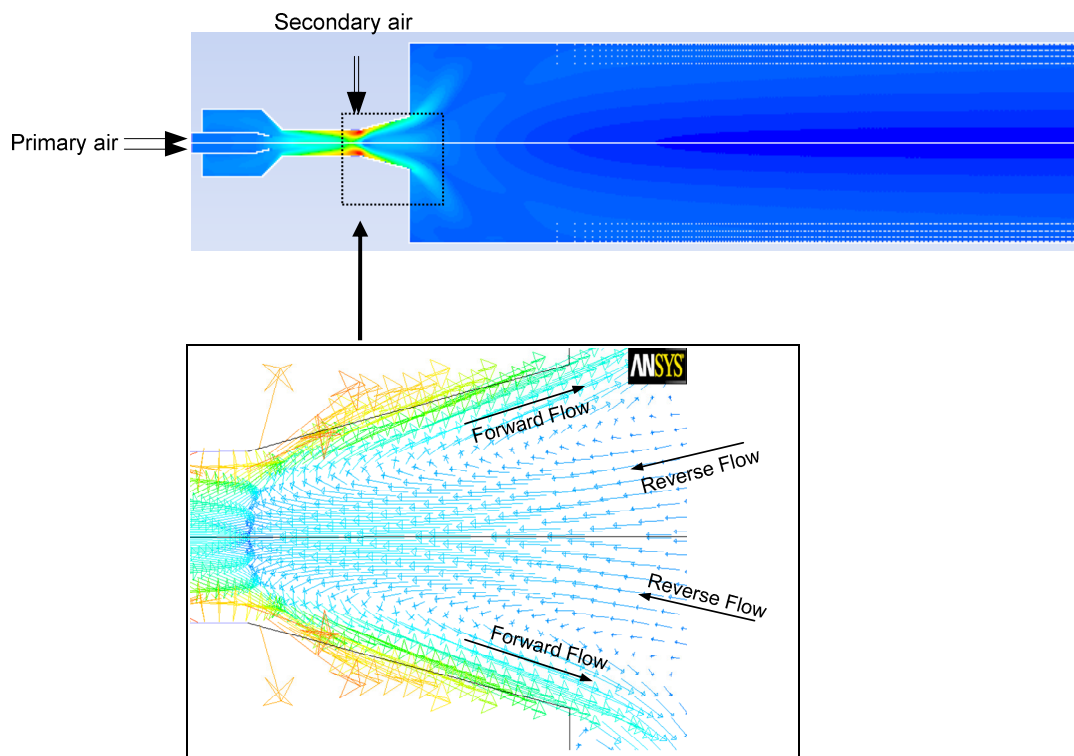 Secondary air
Primary air
ANSYS
Forward Flow
Reverse Flow
Reverse Flow
Forward Flow